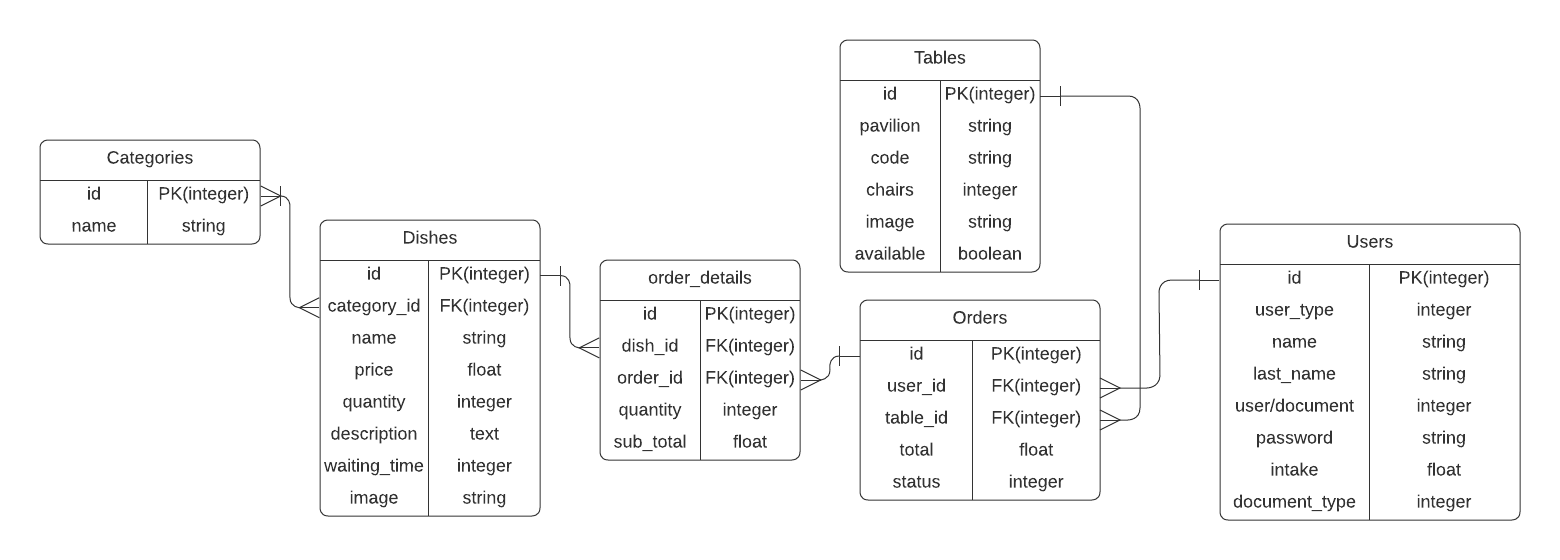 Categories
id PK(integer)
name string
Dishes
id PK(integer)
category_id FK(integer)
name string
price float
quantity integer
description text
waiting_time integer
image string
order_details
id PK(integer)
dish_id FK(integer)
order_id FK(integer)
quantity integer
sub_total float
Tables
id PK(integer)
pavilion string
code string
chairs integer
image string
available boolean
Orders
id PK(integer)
user_id FK(integer)
table_id FK(integer)
total float
status integer
Users
id PK(integer)
user_type integer
name string
last_name string
user/document integer
password string
intake float
document_type integer